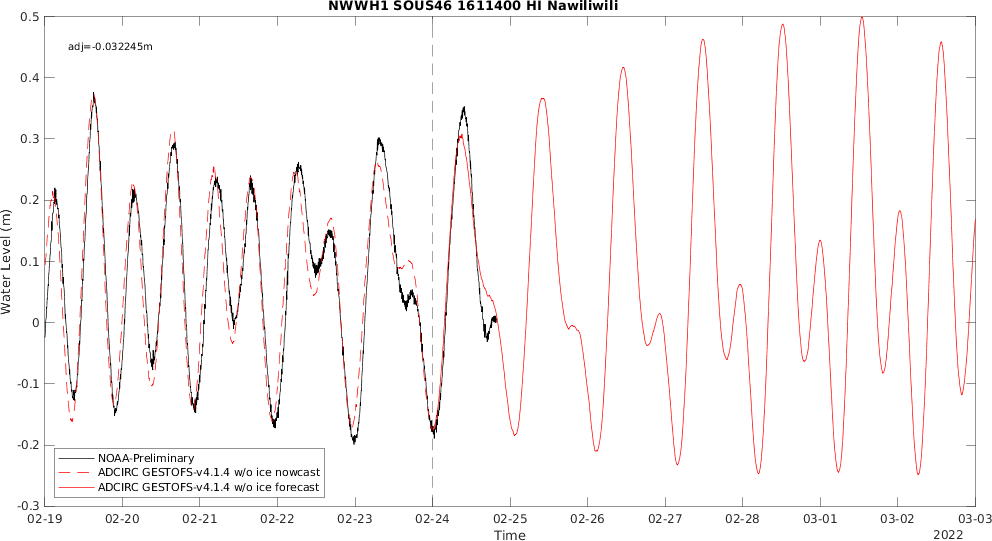 NWWH1 SOUS46 1611400 HI Nawiliwili
adj=-0.032245m
Water Level (m)
0.5
0.4
0.3
0.2
0.1
0
-0.1
-0.2
-0.3
NOAA-Preliminary
ADCIRC GESTOFS-v4.1.4 w/o ice nowcast
ADCIRC GESTOFS-v4.1.4 w/o ice forecast
02-19 02-20 02-21 02-22 02-23 02-24 02-25 02-26 02-27 02-28 03-01 03-02 03-03
Time
2022